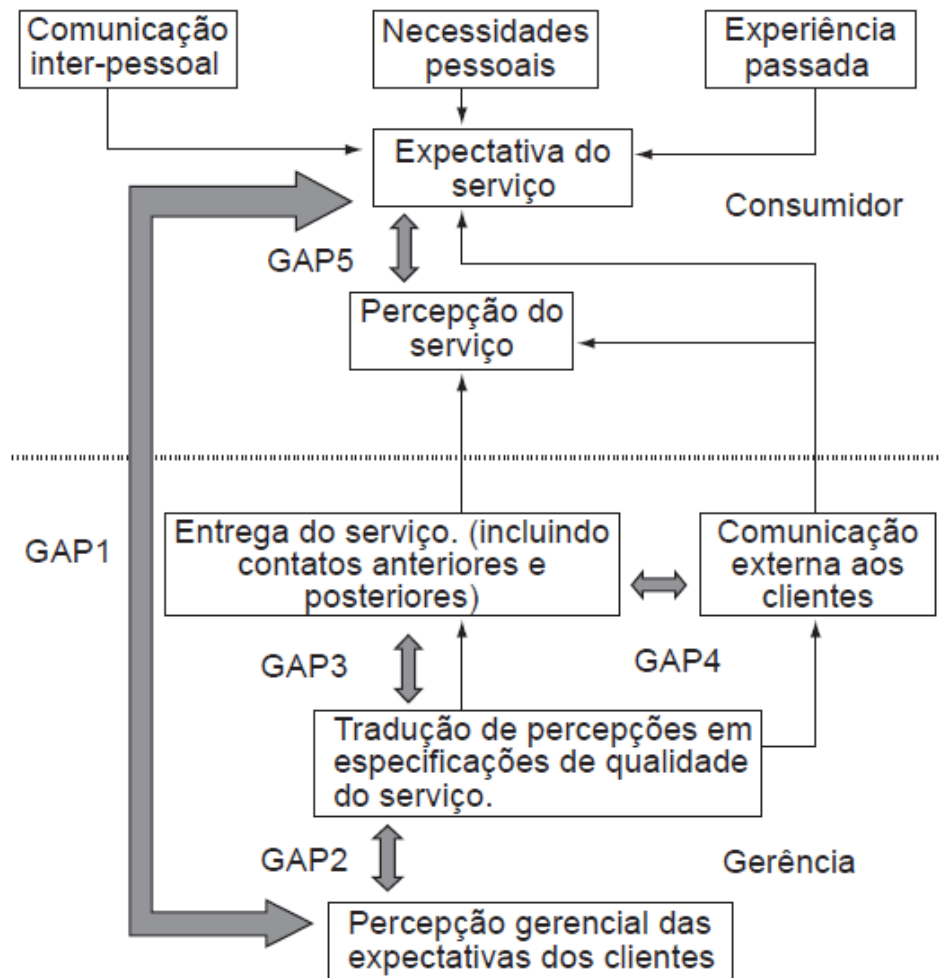 Comunicação
inter-pessoal
Necessidades
pessoais
Experiência
passada
Expectativa do
serviço
Consumidor
GAP5
Percepção do
serviço
GAP1
Entrega do serviço. (incluindo
contatos anteriores e
posteriores)
Comunicação
externa aos
clientes
GAP3
GAP4
Tradução de percepções em
especificações de qualidade
do serviço.
GAP2
Gerência
Percepção gerencial das
expectativas dos clientes